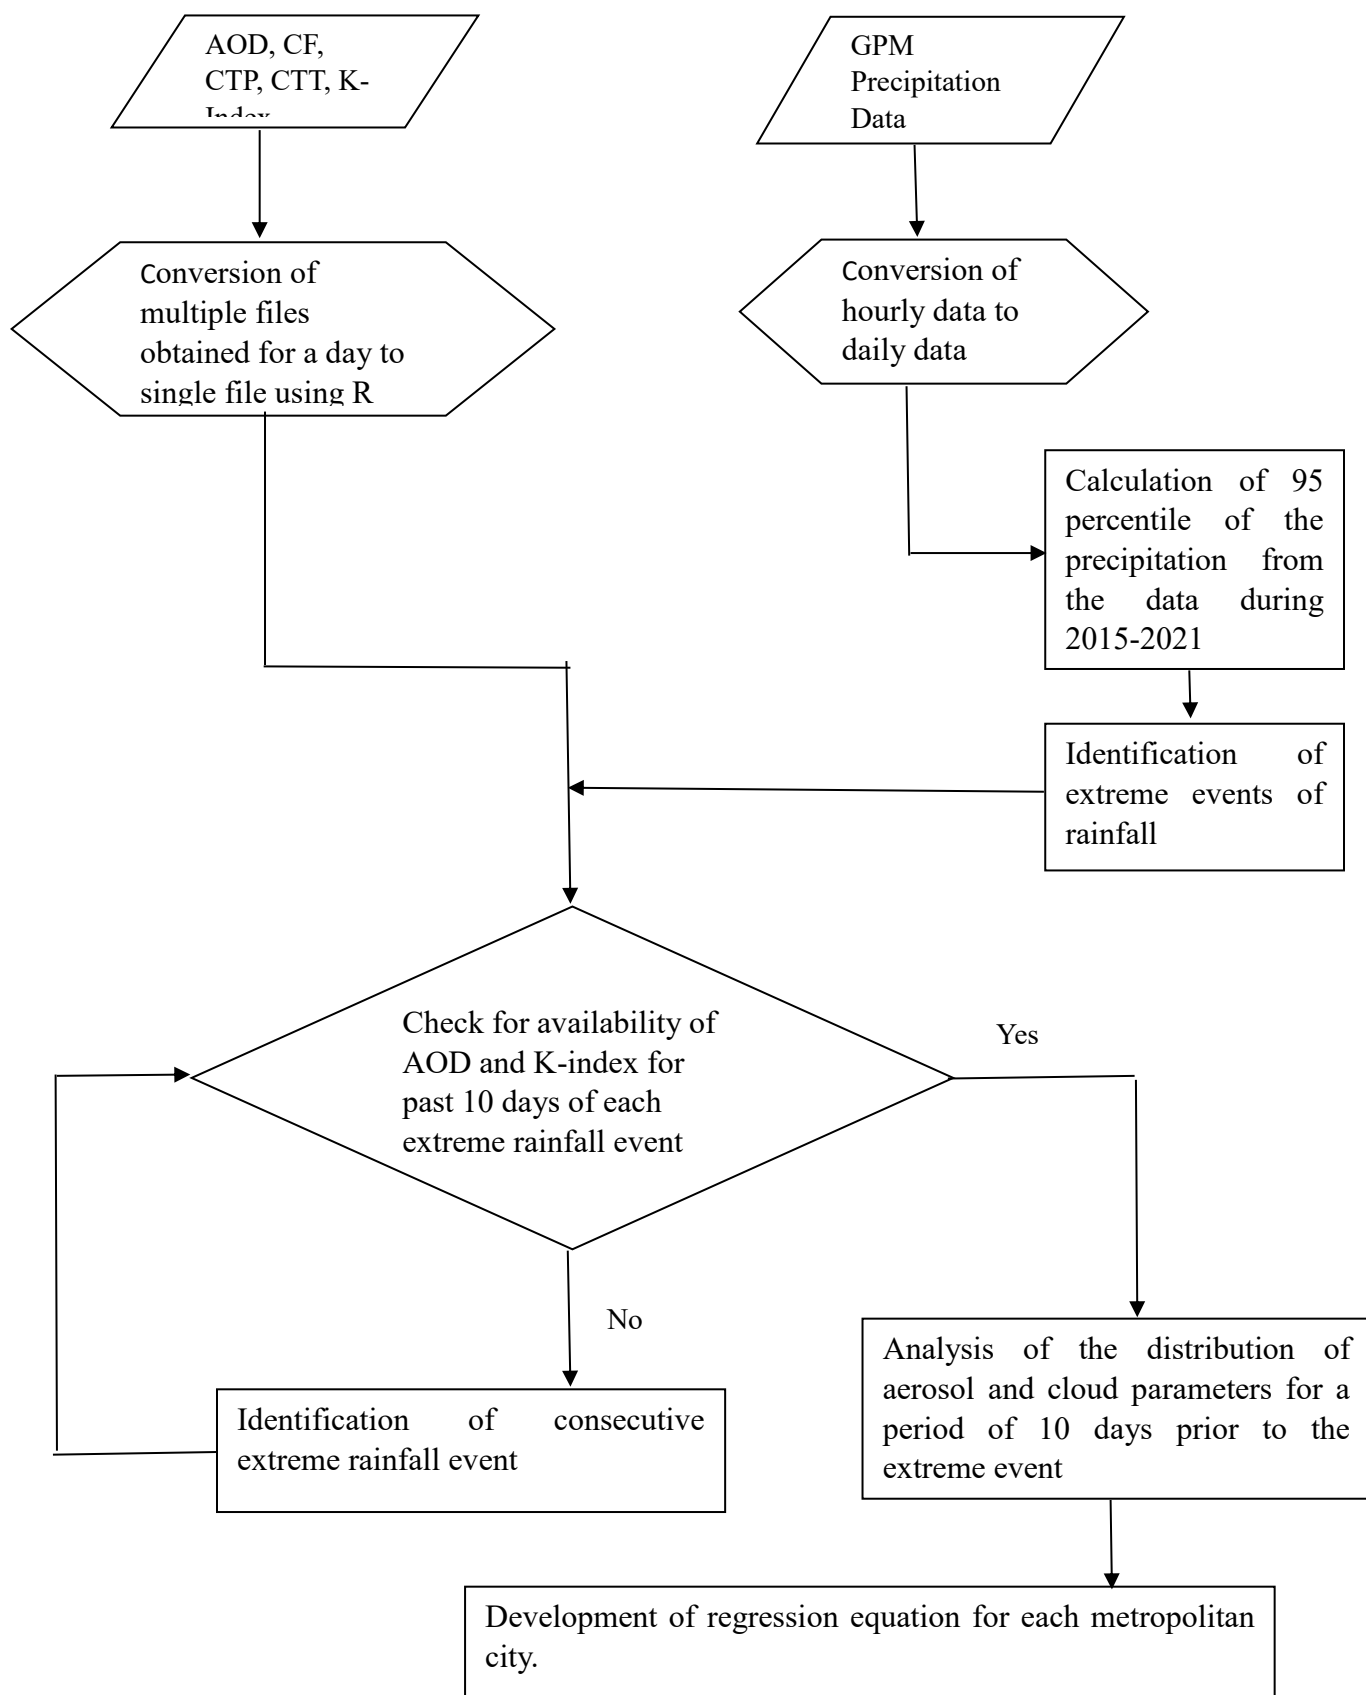 AOD, CF,
CTP, CTT, K-
Index
GPM
Precipitation
Data
Conversion of
multiple files
obtained for a day to
single file using R
Conversion of
hourly data to
daily data
Calculation of 95
percentile of the
precipitation from
the data during
2015-2021
Identification of
extreme events of
rainfall
Check for availability of
AOD and K-index for
past 10 days of each
extreme rainfall event
Yes
No
Identification of consecutive
extreme rainfall event
Analysis of the distribution of
aerosol and cloud parameters for a
period of 10 days prior to the
extreme event
Development of regression equation for each metropolitan
city.